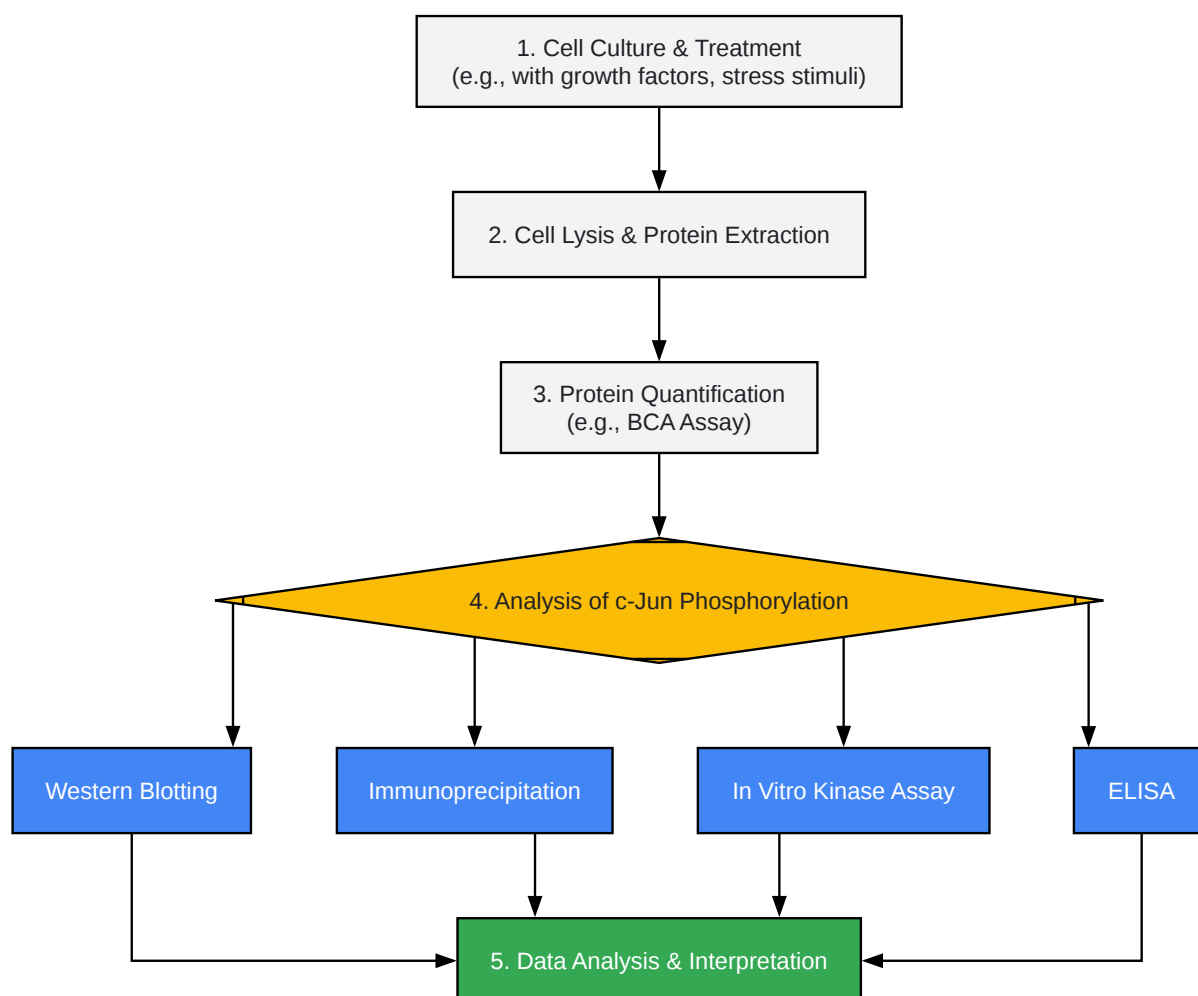 1. Cell Culture & Treatment
(e.g., with growth factors, stress stimuli)
2. Cell Lysis & Protein Extraction
3. Protein Quantification
(e.g., BCA Assay)
4. Analysis of c-Jun Phosphorylation
Western Blotting
Immunoprecipitation
In Vitro Kinase Assay
ELISA
5. Data Analysis & Interpretation